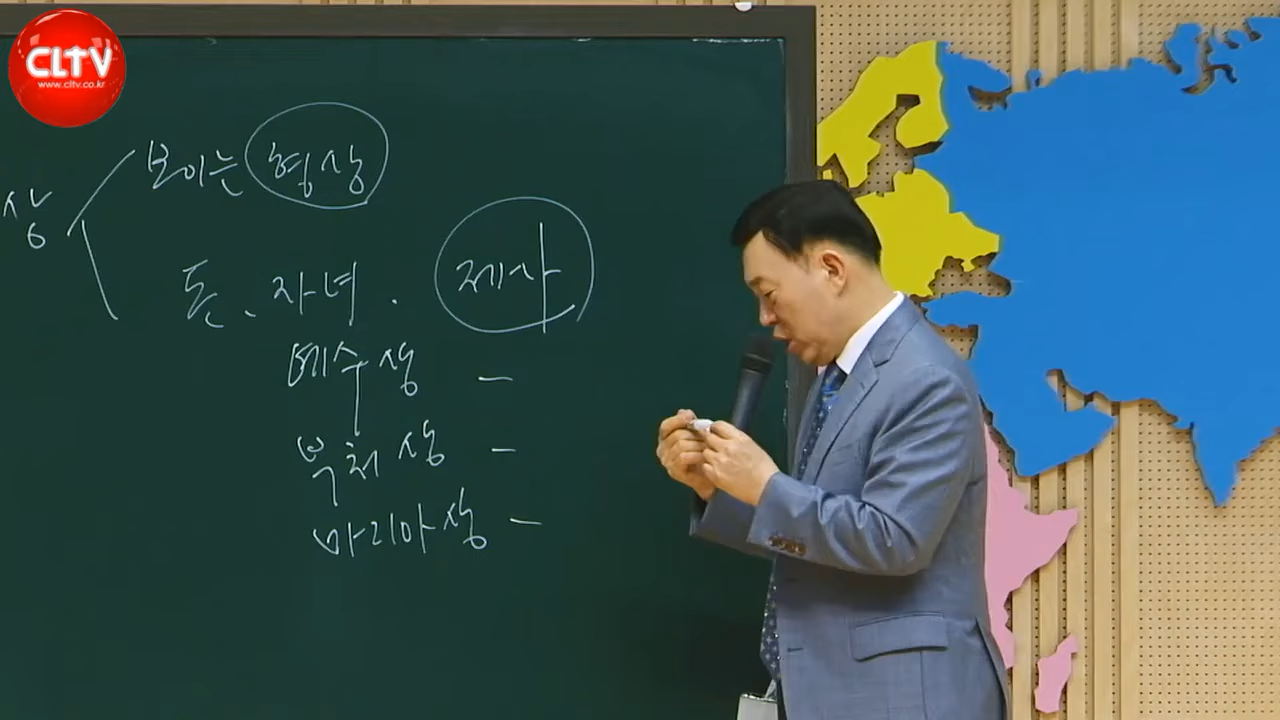 CLTV
www.cltv.co.kr
보이는 형상
상
돈、자녀. 제사
예수상 –
부처상 –
마리아상 –